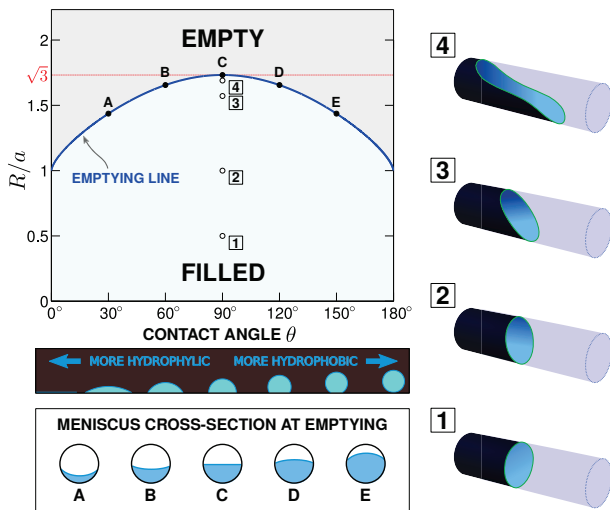 EMPTY
2
√3
1.5
1
0.5
0
R/a
A
B
C
D
E
4
3
2
1
EMPTYING LINE
FILLED
0° 30° 60° 90° 120° 150° 180°
CONTACT ANGLE θ
MORE HYDROPHYLIC MORE HYDROPHOBIC
MENISCUS CROSS-SECTION AT EMPTYING
A B C D E
4
3
2
1